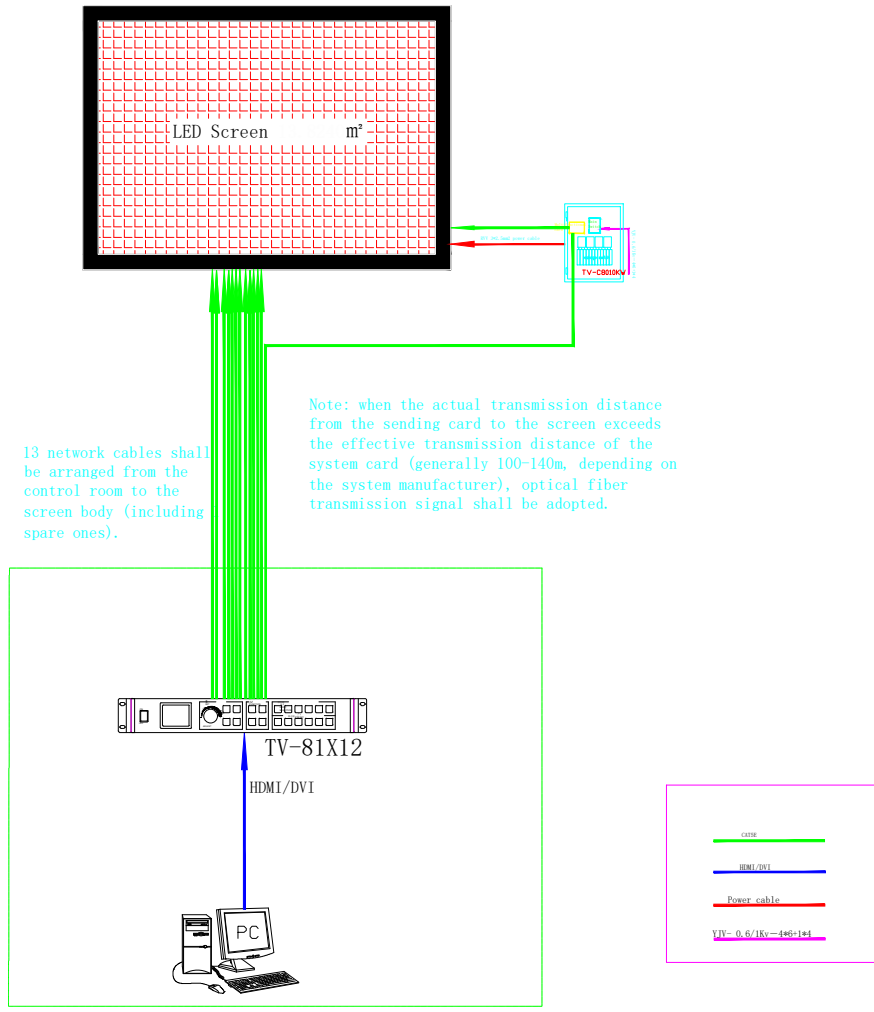 LED Screen m²
TV-C8010KW
Note: when the actual transmission distance
from the sending card to the screen exceeds
the effective transmission distance of the
system card (generally 100-140m, depending on
the system manufacturer), optical fiber
transmission signal shall be adopted.
13 network cables shall
be arranged from the
control room to the
screen body (including
spare ones).
TV-81X12
HDMI/DVI
PC
CAT5E
HDMI/DVI
Power cable
YJV- 0.6/1Kv—4*6+1*4